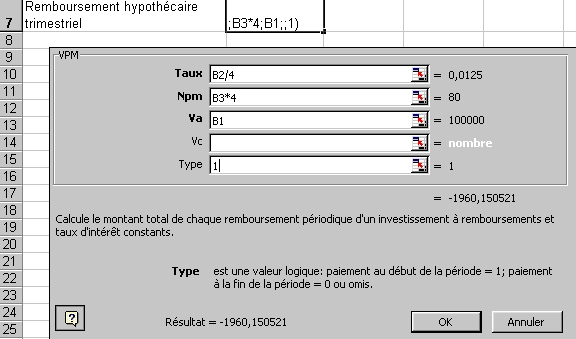 Remboursement hypothécaire
7 trimestriel ;B3*4;B1;;1)
8
9 VPM
10 Taux B2/4 = 0,0125
11 Npm B3*4 = 80
12 Va B1 = 100000
13
14 Vc = nombre
15 Type 1 = 1
16
17 = -1960,150521
18 Calcule le montant total de chaque remboursement périodique d'un investissement à remboursements et
19 taux d'intérêt constants.
20
21 Type est une valeur logique: paiement au début de la période = 1; paiement
22 à la fin de la période = 0 ou omis.
23
24 ? Résultat = -1960,150521 OK Annuler
25